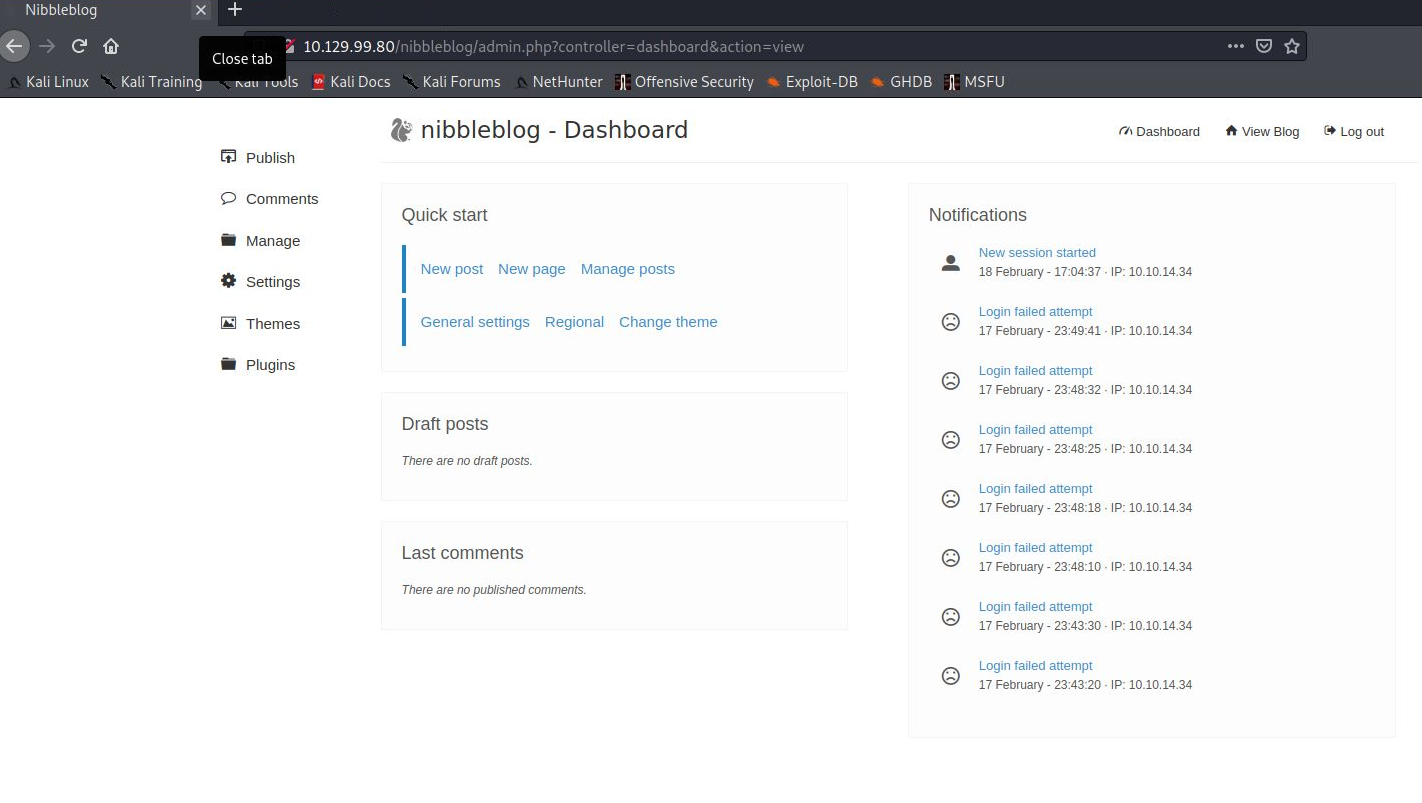 Nibbleblog
10.129.99.80/nibbleblog/admin.php?controller=dashboard&action=view
Close tab
Kali Linux Kali Training Kali Tools Kali Docs Kali Forums NetHunter Offensive Security Exploit-DB GHDB MSFU
nibbleblog - Dashboard
Dashboard View Blog Log out
Publish
Comments
Manage
Settings
Themes
Plugins
Quick start
New post New page Manage posts
General settings Regional Change theme
Draft posts
There are no draft posts.
Last comments
There are no published comments.
Notifications
New session started
18 February - 17:04:37 · IP: 10.10.14.34
Login failed attempt
17 February - 23:49:41 · IP: 10.10.14.34
Login failed attempt
17 February - 23:48:32 · IP: 10.10.14.34
Login failed attempt
17 February - 23:48:25 · IP: 10.10.14.34
Login failed attempt
17 February - 23:48:18 · IP: 10.10.14.34
Login failed attempt
17 February - 23:48:10 · IP: 10.10.14.34
Login failed attempt
17 February - 23:43:30 · IP: 10.10.14.34
Login failed attempt
17 February - 23:43:20 · IP: 10.10.14.34